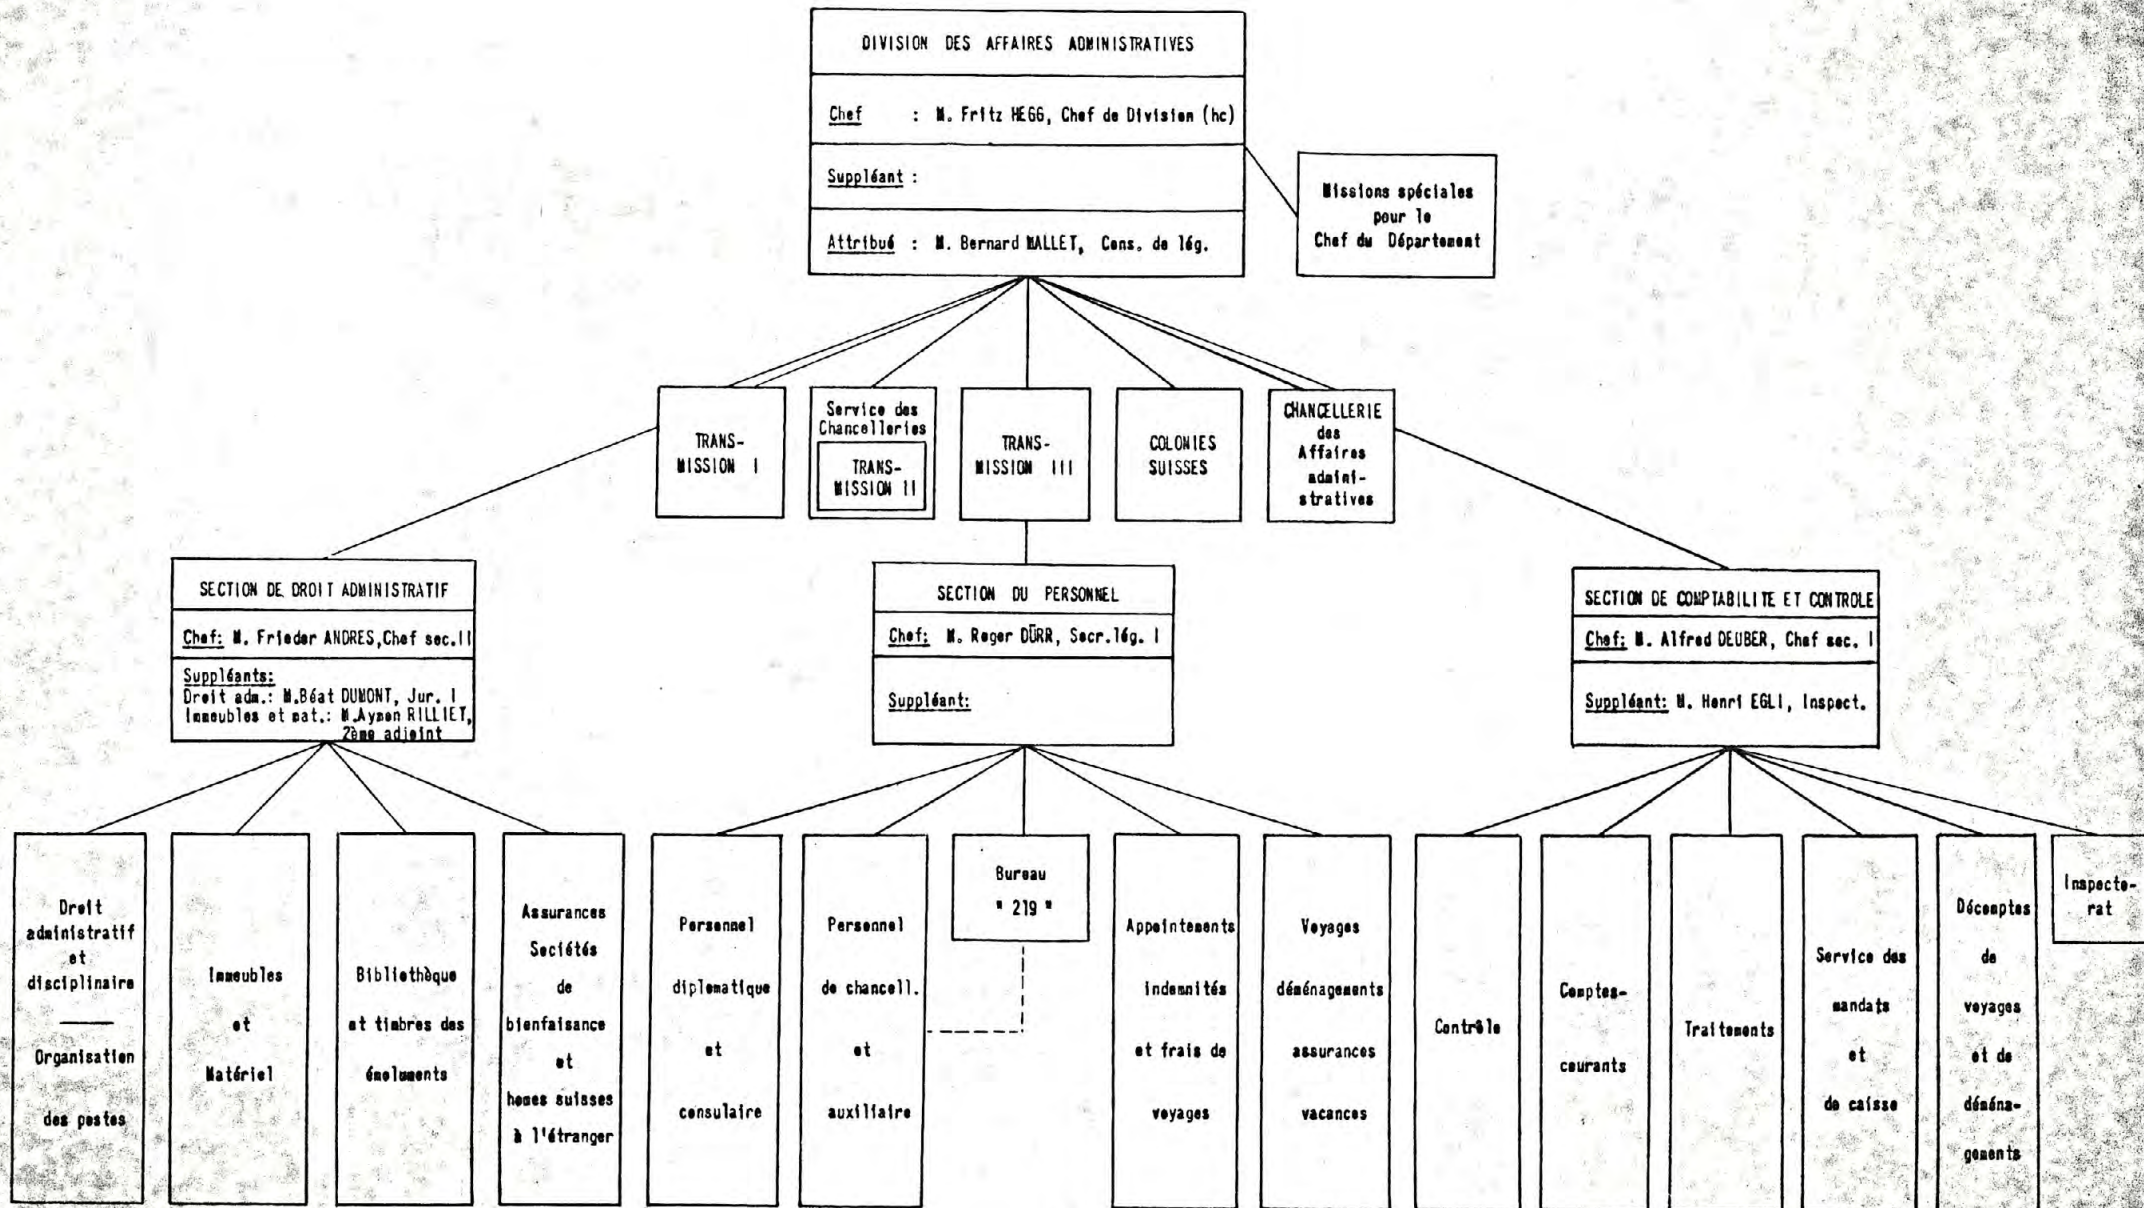 DIVISION DES AFFAIRES ADMINISTRATIVES
Chef : M. Fritz HEGG, Chef de Division (hc)
Suppléant :
Attribué : M. Bernard MALLET, Cons. de lég.
Missions spéciales
pour le
Chef du Département
TRANS-
MISSION I
Service des
Chancelleries
TRANS-
MISSION II
TRANS-
MISSION III
COLONIES
SUISSES
CHANCELLERIE
des
Affaires
admini-
stratives
SECTION DE DROIT ADMINISTRATIF
Chef: M. Frieder ANDRES, Chef sec. II
Suppléants:
Droit adm.: M. Béat DUMONT, Jur. I
Immeubles et mat.: M. Aymon RILLIET,
2ème adjoint
SECTION DU PERSONNEL
Chef: M. Roger DÜRR, Secr. lég. I
Suppléant:
SECTION DE COMPTABILITE ET CONTROLE
Chef: M. Alfred DEUBER, Chef sec. I
Suppléant: M. Henri EGLI, Inspect.
Droit
administratif
et
disciplinaire
Organisation
des postes
Immeubles
et
Matériel
Bibliothèque
et timbres des
émoluments
Assurances
Sociétés
de
bienfaisance
et
homes suisses
à l'étranger
Personnel
diplomatique
et
consulaire
Personnel
de chancell.
et
auxiliaire
Bureau
" 219 "
Appointements
indemnités
et frais de
voyages
Voyages
déménagements
assurances
vacances
Contrôle
Comptes-
courants
Traitements
Service des
mandats
et
de caisse
Décomptes
de
voyages
et de
déména-
gements
Inspecto-
rat